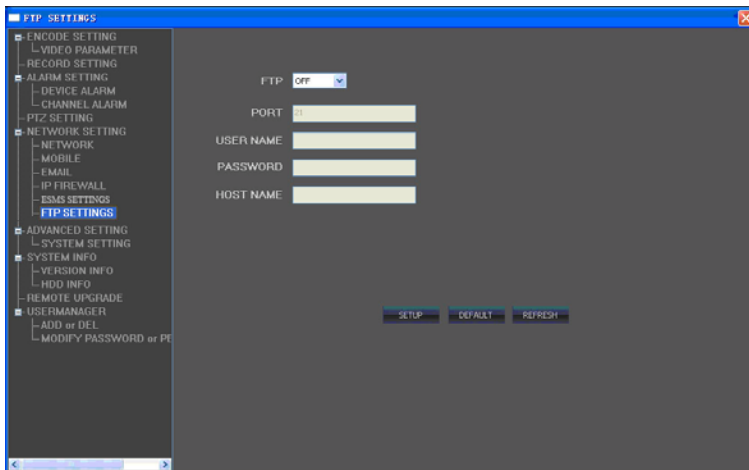 FTP SETTINGS
ENCODE SETTING
VIDEO PARAMETER
RECORD SETTING
ALARM SETTING
DEVICE ALARM
CHANNEL ALARM
PTZ SETTING
NETWORK SETTING
NETWORK
MOBILE
EMAIL
IP FIREWALL
ESMS SETTINGS
FTP SETTINGS
ADVANCED SETTING
SYSTEM SETTING
SYSTEM INFO
VERSION INFO
HDD INFO
REMOTE UPGRADE
USERMANAGER
ADD or DEL
MODIFY PASSWORD or PE
FTP OFF
PORT 21
USER NAME
PASSWORD
HOST NAME
SETUP DEFAULT REFRESH